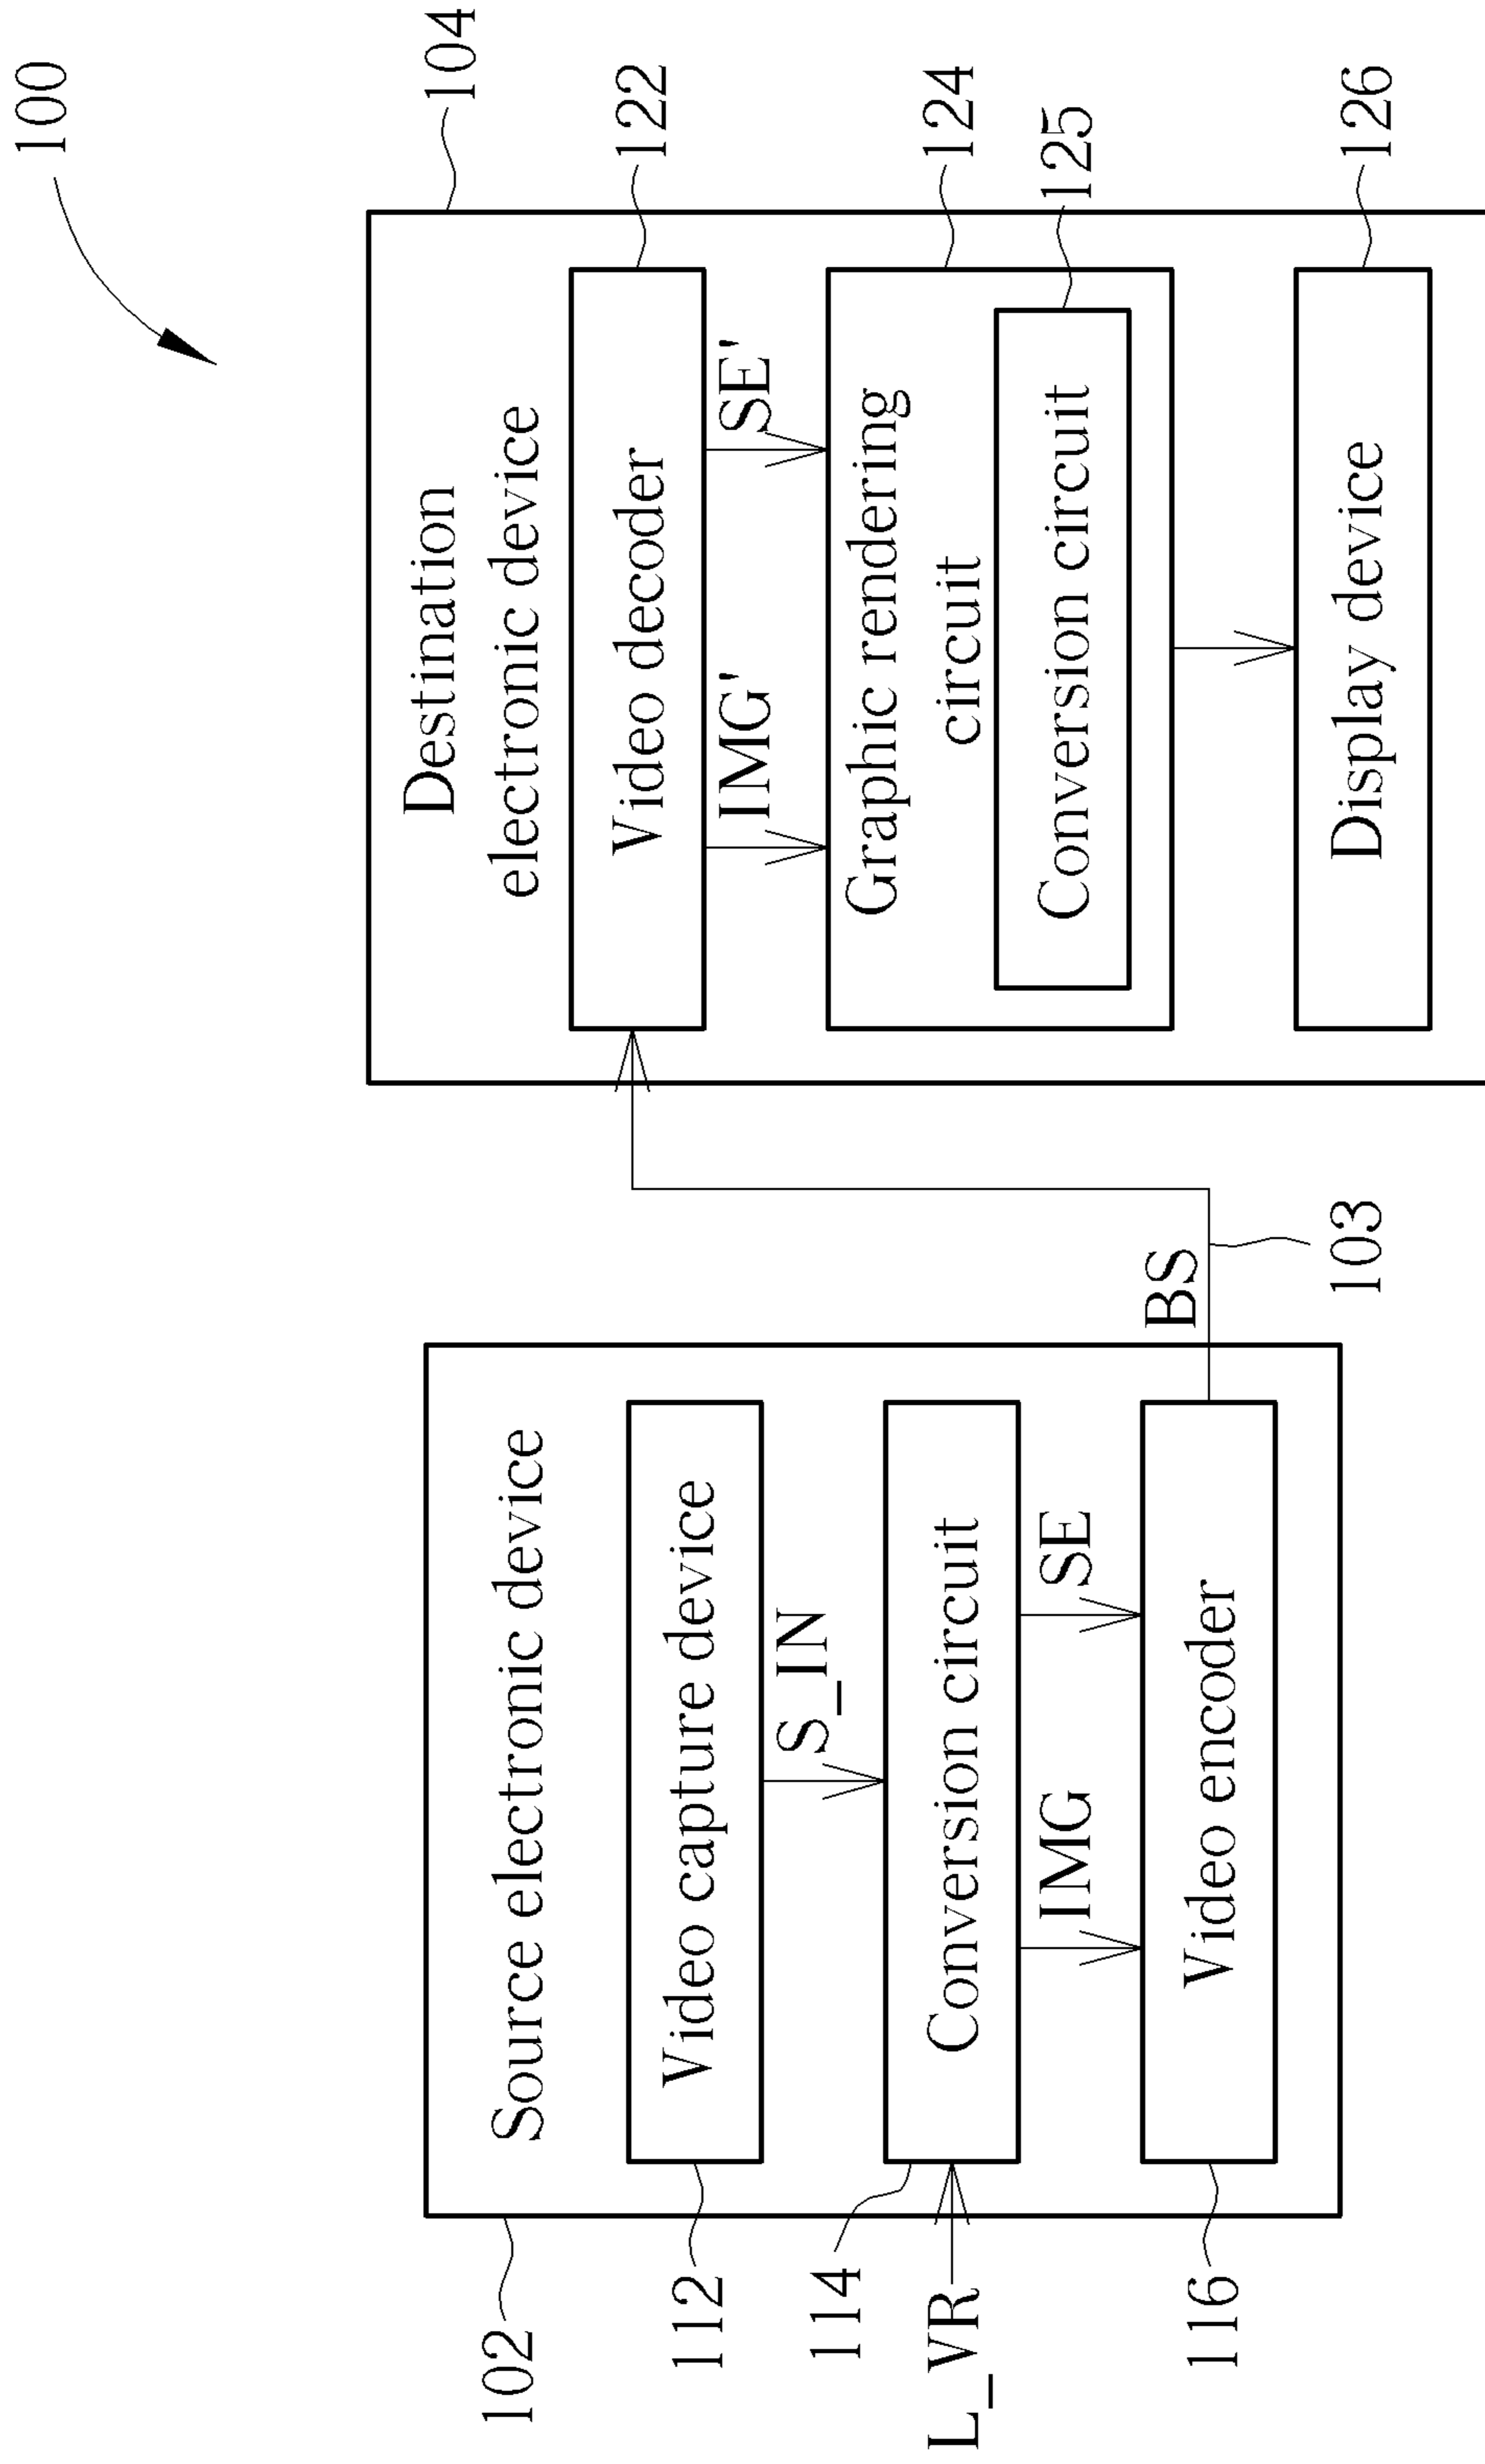 100
102
Source electronic device
112
Video capture device
S_IN
114
L_VR
Conversion circuit
IMG
SE
116
Video encoder
BS
103
104
Destination
electronic device
122
Video decoder
IMG'
SE'
124
Graphic rendering
circuit
125
Conversion circuit
126
Display device